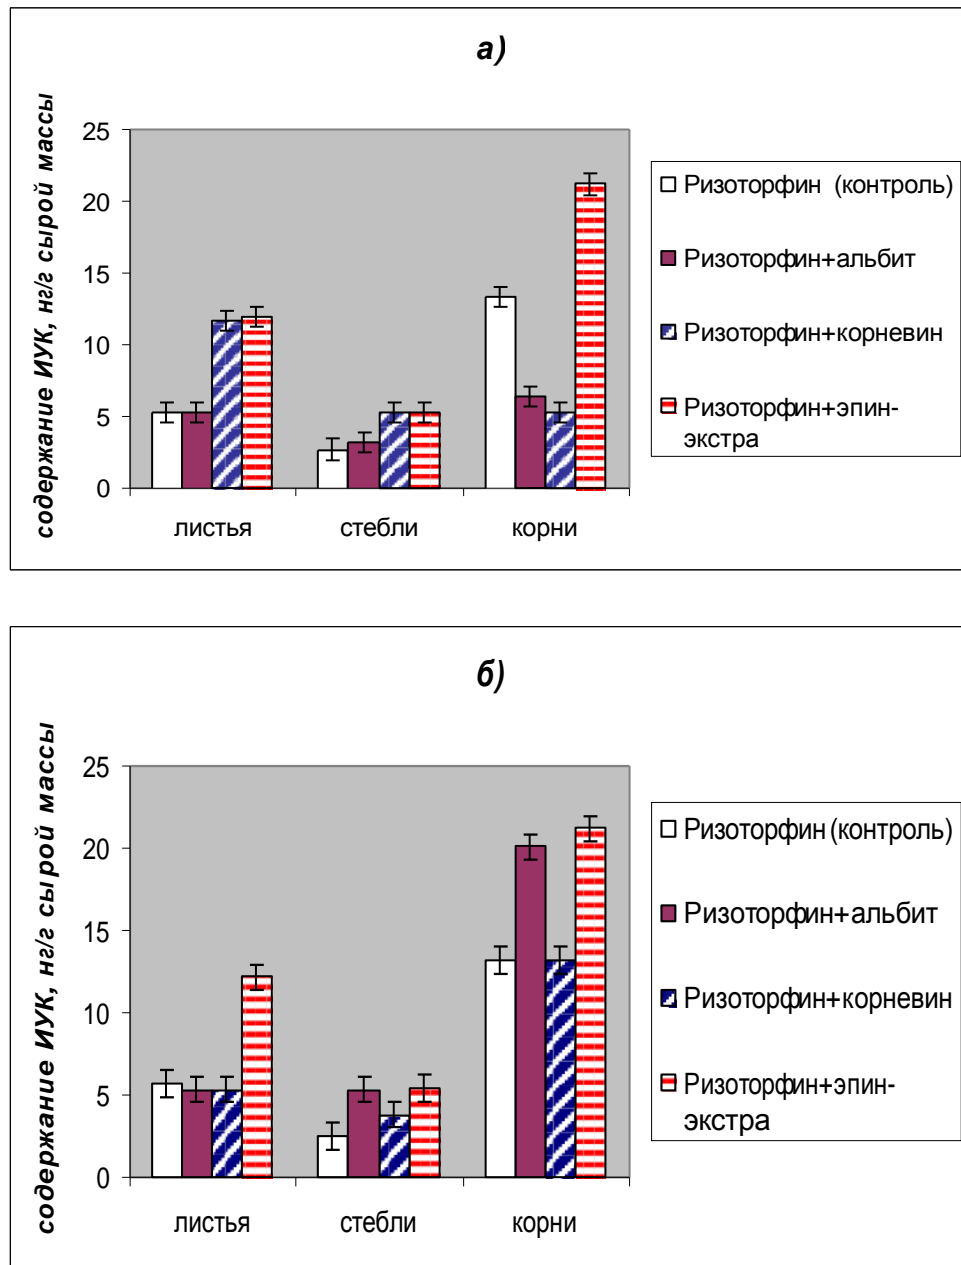 а)
содержание ИУК, нг/г сырой массы
25
20
15
10
5
0
листья
стебли
корни
Ризоторфин (контроль)
Ризоторфин+альбит
Ризоторфин+корневин
Ризоторфин+эпин-
экстра
б)
содержание ИУК, нг/г сырой массы
25
20
15
10
5
0
листья
стебли
корни
Ризоторфин (контроль)
Ризоторфин+альбит
Ризоторфин+корневин
Ризоторфин+эпин-
экстра